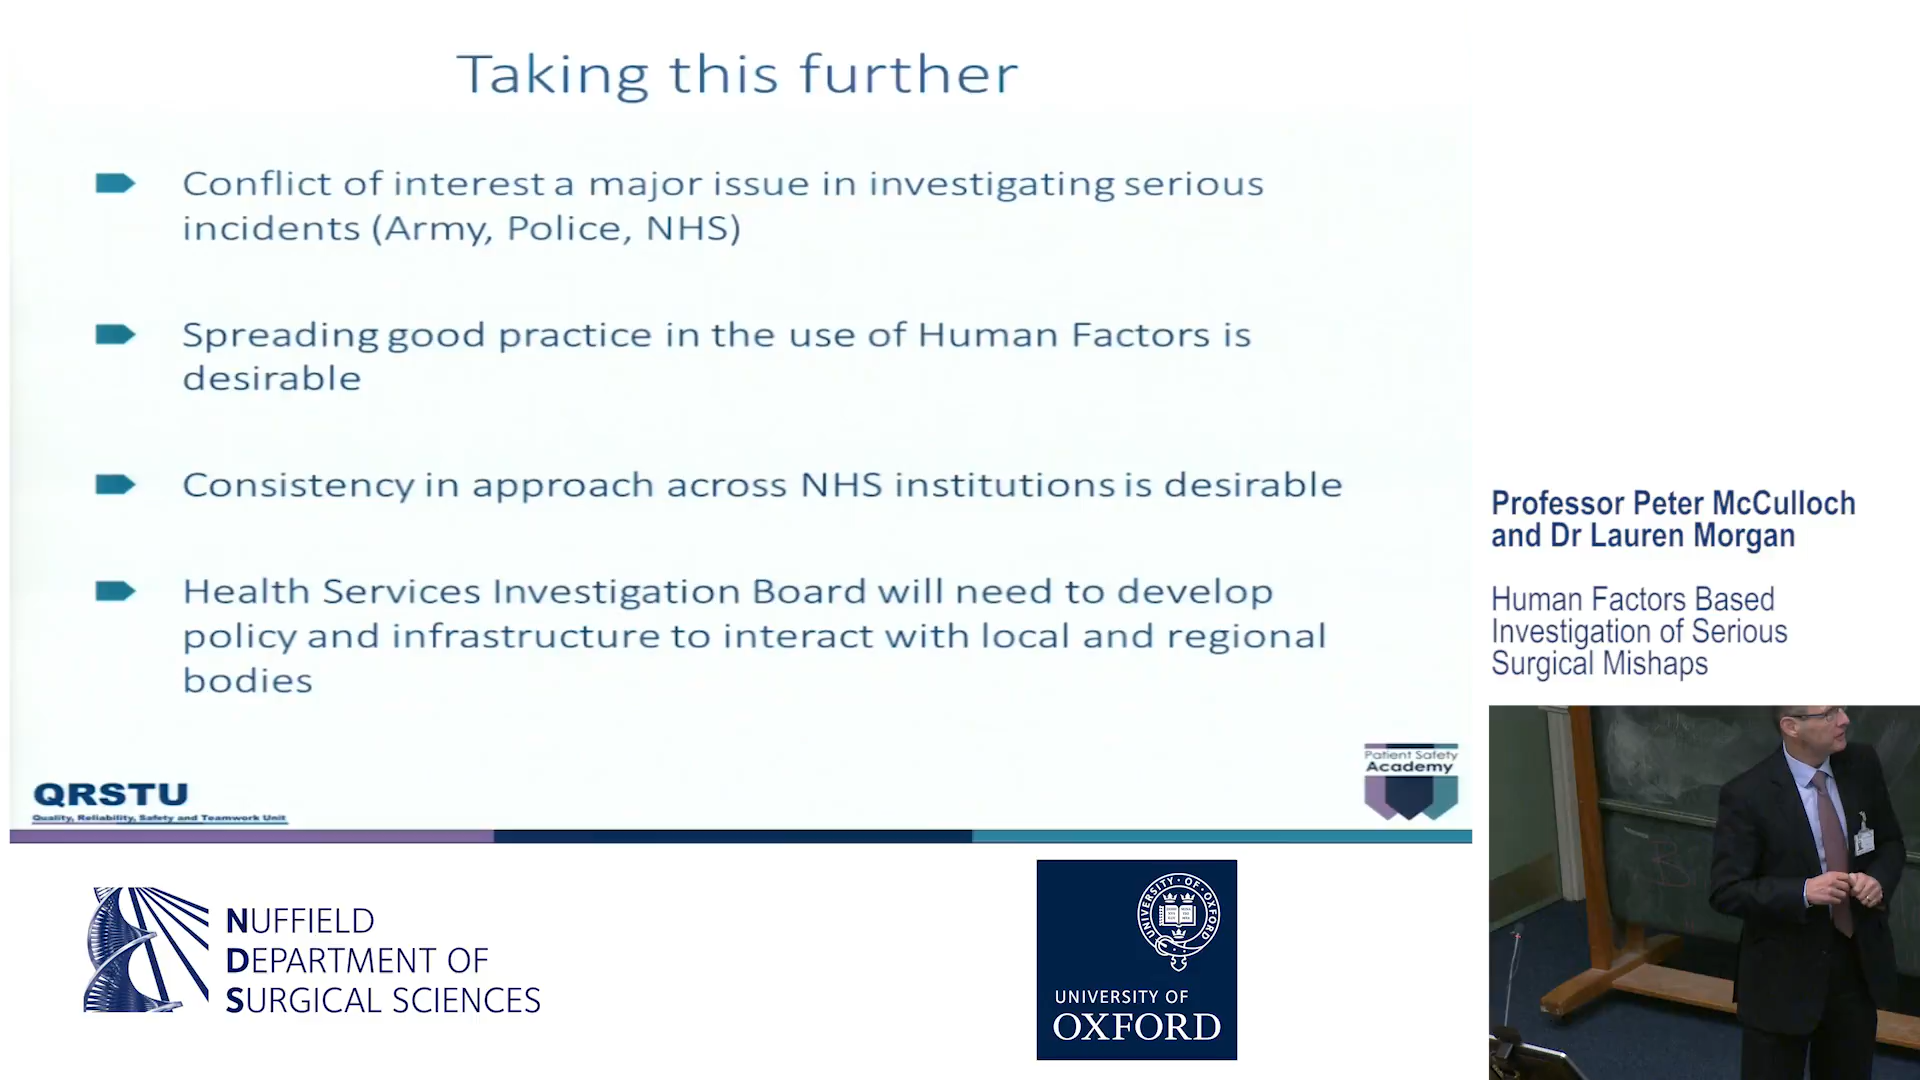 Taking this further
Conflict of interest a major issue in investigating serious
incidents (Army, Police, NHS)
Spreading good practice in the use of Human Factors is
desirable
Consistency in approach across NHS institutions is desirable
Health Services Investigation Board will need to develop
policy and infrastructure to interact with local and regional
bodies
QRSTU
Quality, Reliability, Safety and Teamwork Unit
Patient Safety
Academy
Professor Peter McCulloch
and Dr Lauren Morgan
Human Factors Based
Investigation of Serious
Surgical Mishaps
NUFFIELD
DEPARTMENT OF
SURGICAL SCIENCES
UNIVERSITY OF OXFORD
UNIVERSITY OF
OXFORD